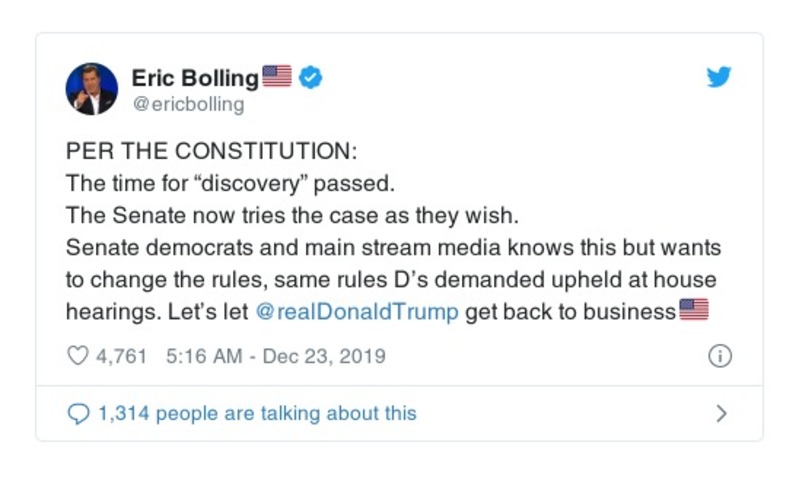 Eric Bolling🇺🇸
@ericbolling
PER THE CONSTITUTION:
The time for “discovery” passed.
The Senate now tries the case as they wish.
Senate democrats and main stream media knows this but wants
to change the rules, same rules D’s demanded upheld at house
hearings. Let’s let @realDonaldTrump get back to business🇺🇸
4,761 5:16 AM - Dec 23, 2019
1,314 people are talking about this